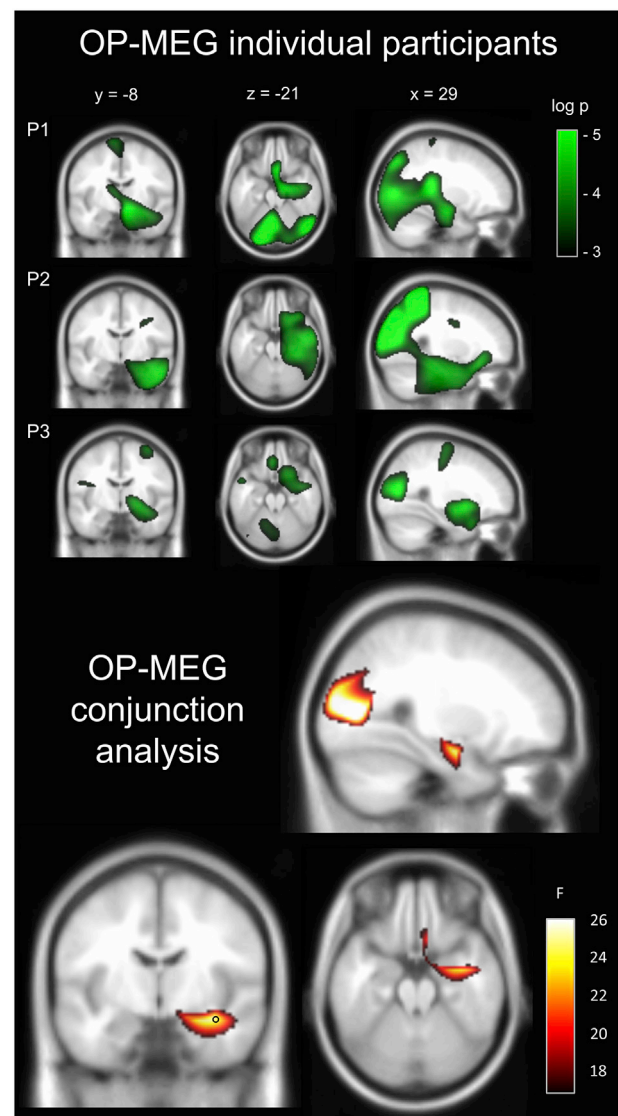 OP-MEG individual participants
y = -8
z = -21
x = 29
log p
P1
- 5
- 4
- 3
P2
P3
OP-MEG
conjunction
analysis
F
26
24
22
20
18